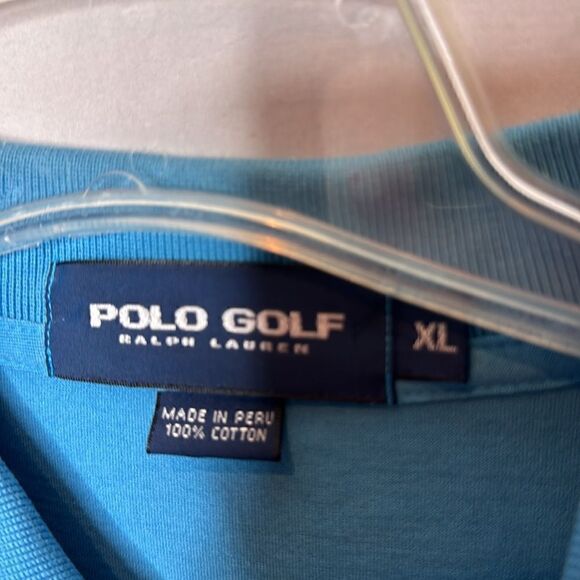 POLO GOLF
RALPH LAUREN
XL
MADE IN PERU
100% COTTON